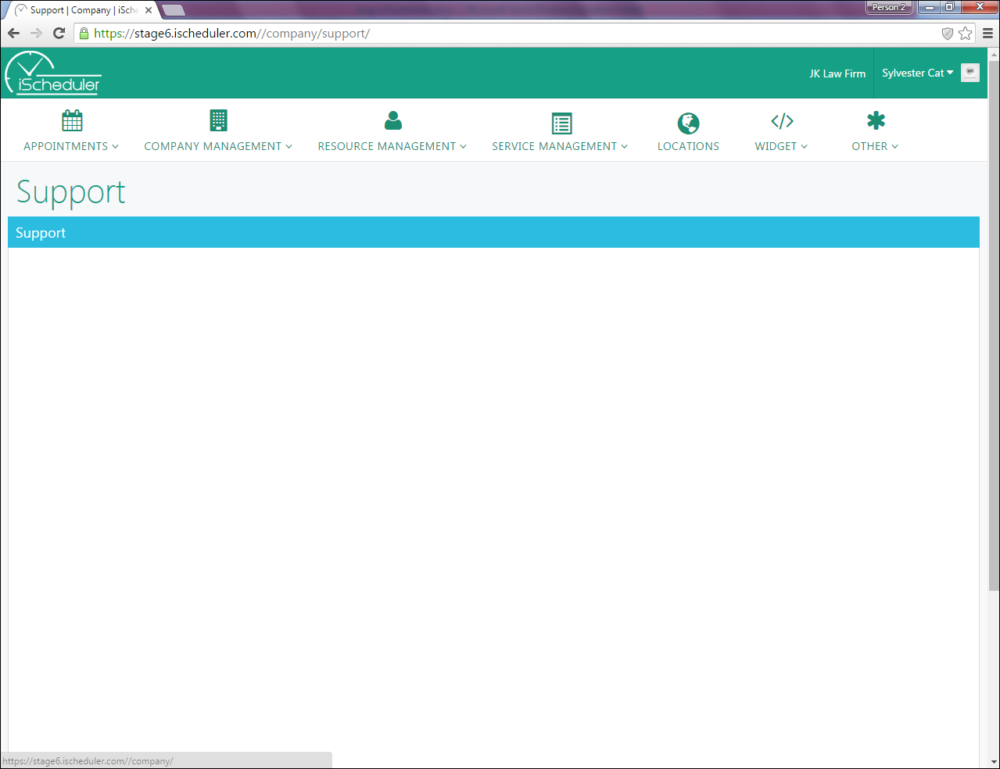 Support | Company | iSche
Person 2
https://stage6.ischeduler.com//company/support/
iScheduler
JK Law Firm
Sylvester Cat
APPOINTMENTS
COMPANY MANAGEMENT
RESOURCE MANAGEMENT
SERVICE MANAGEMENT
LOCATIONS
WIDGET
OTHER
Support
Support
https://stage6.ischeduler.com//company/